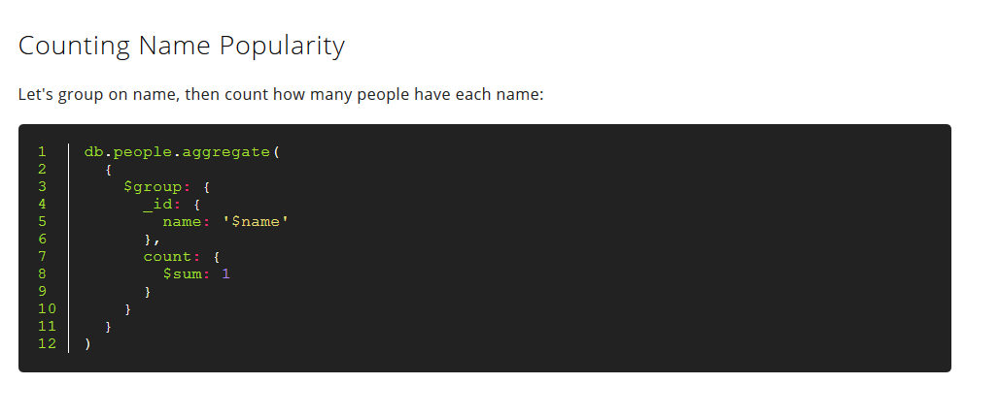 Counting Name Popularity
Let's group on name, then count how many people have each name:
1 db.people.aggregate(
2   {
3     $group: {
4       _id: {
5         name: '$name'
6       },
7       count: {
8         $sum: 1
9       }
10     }
11   }
12 )